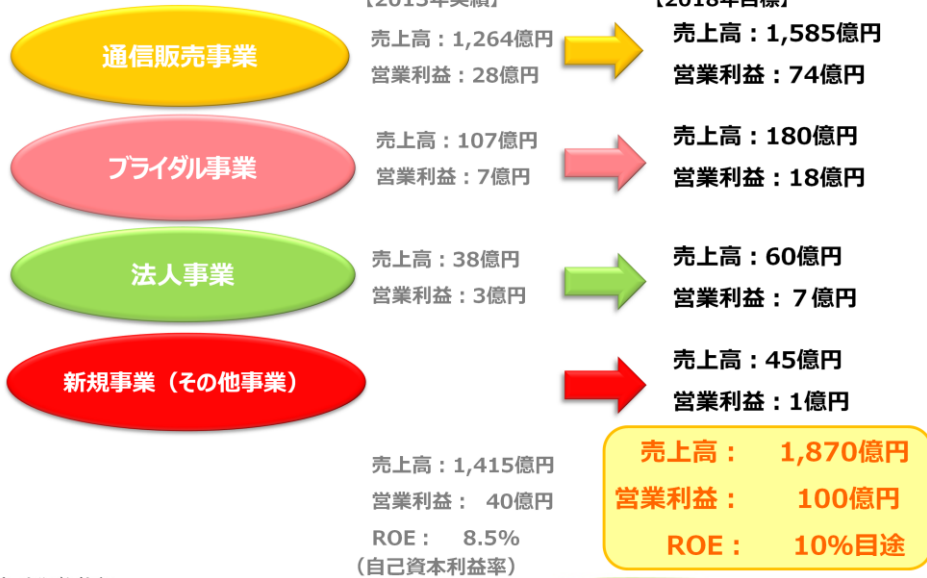 【2018年目標】
通信販売事業
売上高：1,264億円
営業利益：28億円
売上高：1,585億円
営業利益：74億円
ブライダル事業
売上高：107億円
営業利益：7億円
売上高：180億円
営業利益：18億円
法人事業
売上高：38億円
営業利益：3億円
売上高：60億円
営業利益：７億円
新規事業（その他事業）
売上高：45億円
営業利益：1億円
売上高：1,415億円
営業利益： 40億円
ROE： 8.5%
（自己資本利益率）
売上高： 1,870億円
営業利益： 100億円
ROE： 10%目途